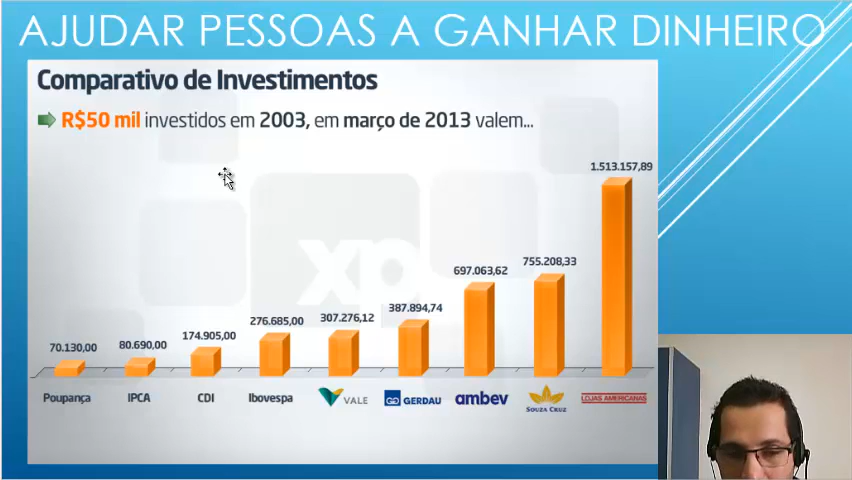 AJUDAR PESSOAS A GANHAR DINHEIRO
Comparativo de Investimentos
R$50 mil investidos em 2003, em março de 2013 valem...
1.513.157,89
755.208,33
697.063,62
387.894,74
307.276,12
276.685,00
174.905,00
80.690,00
70.130,00
xp
Poupança IPCA CDI Ibovespa VALE GG GERDAU ambev SOUZA CRUZ LOJAS AMERICANAS